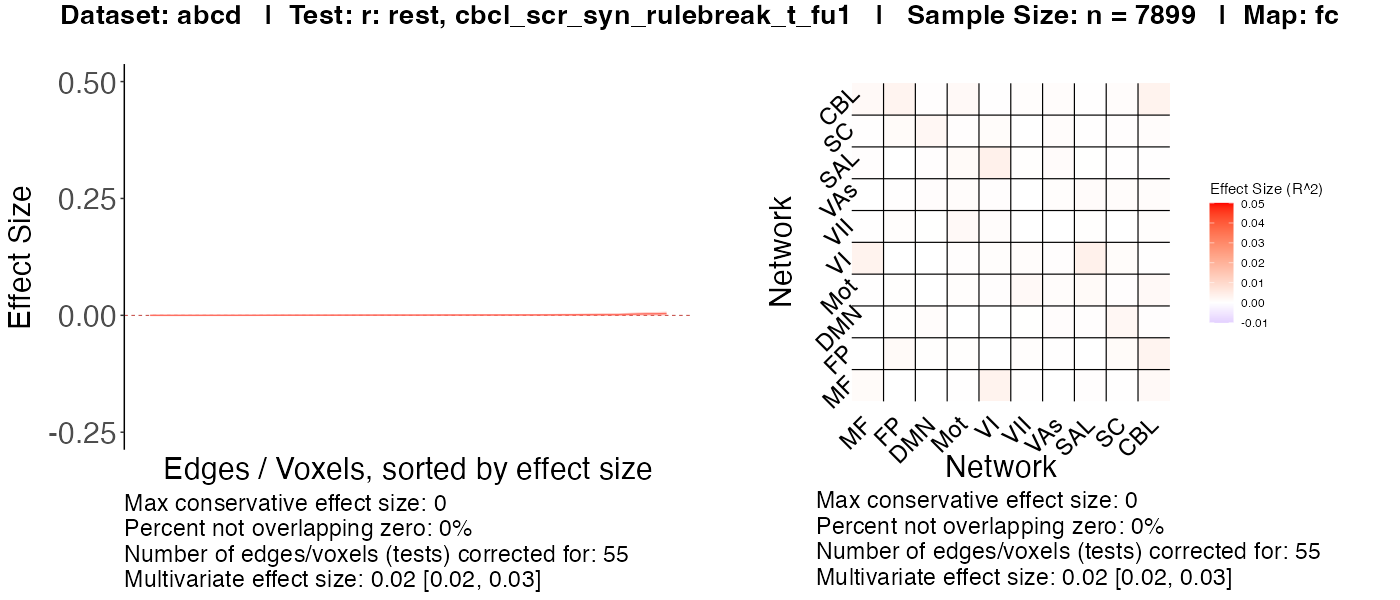 Dataset: abcd | Test: r: rest, cbcl_scr_syn_rulebreak_t_fu1 | Sample Size: n = 7899 | Map: fc
Effect Size
0.50
0.25
0.00
-0.25
Edges / Voxels, sorted by effect size
Max conservative effect size: 0
Percent not overlapping zero: 0%
Number of edges/voxels (tests) corrected for: 55
Multivariate effect size: 0.02 [0.02, 0.03]
Network
CBL
SC
SAL
VAs
VII
VI
Mot
DMN
FP
MF
MF FP DMN Mot VI VII VAs SAL SC CBL
Network
Effect Size (R^2)
0.05
0.04
0.03
0.02
0.01
0.00
-0.01
Max conservative effect size: 0
Percent not overlapping zero: 0%
Number of edges/voxels (tests) corrected for: 55
Multivariate effect size: 0.02 [0.02, 0.03]